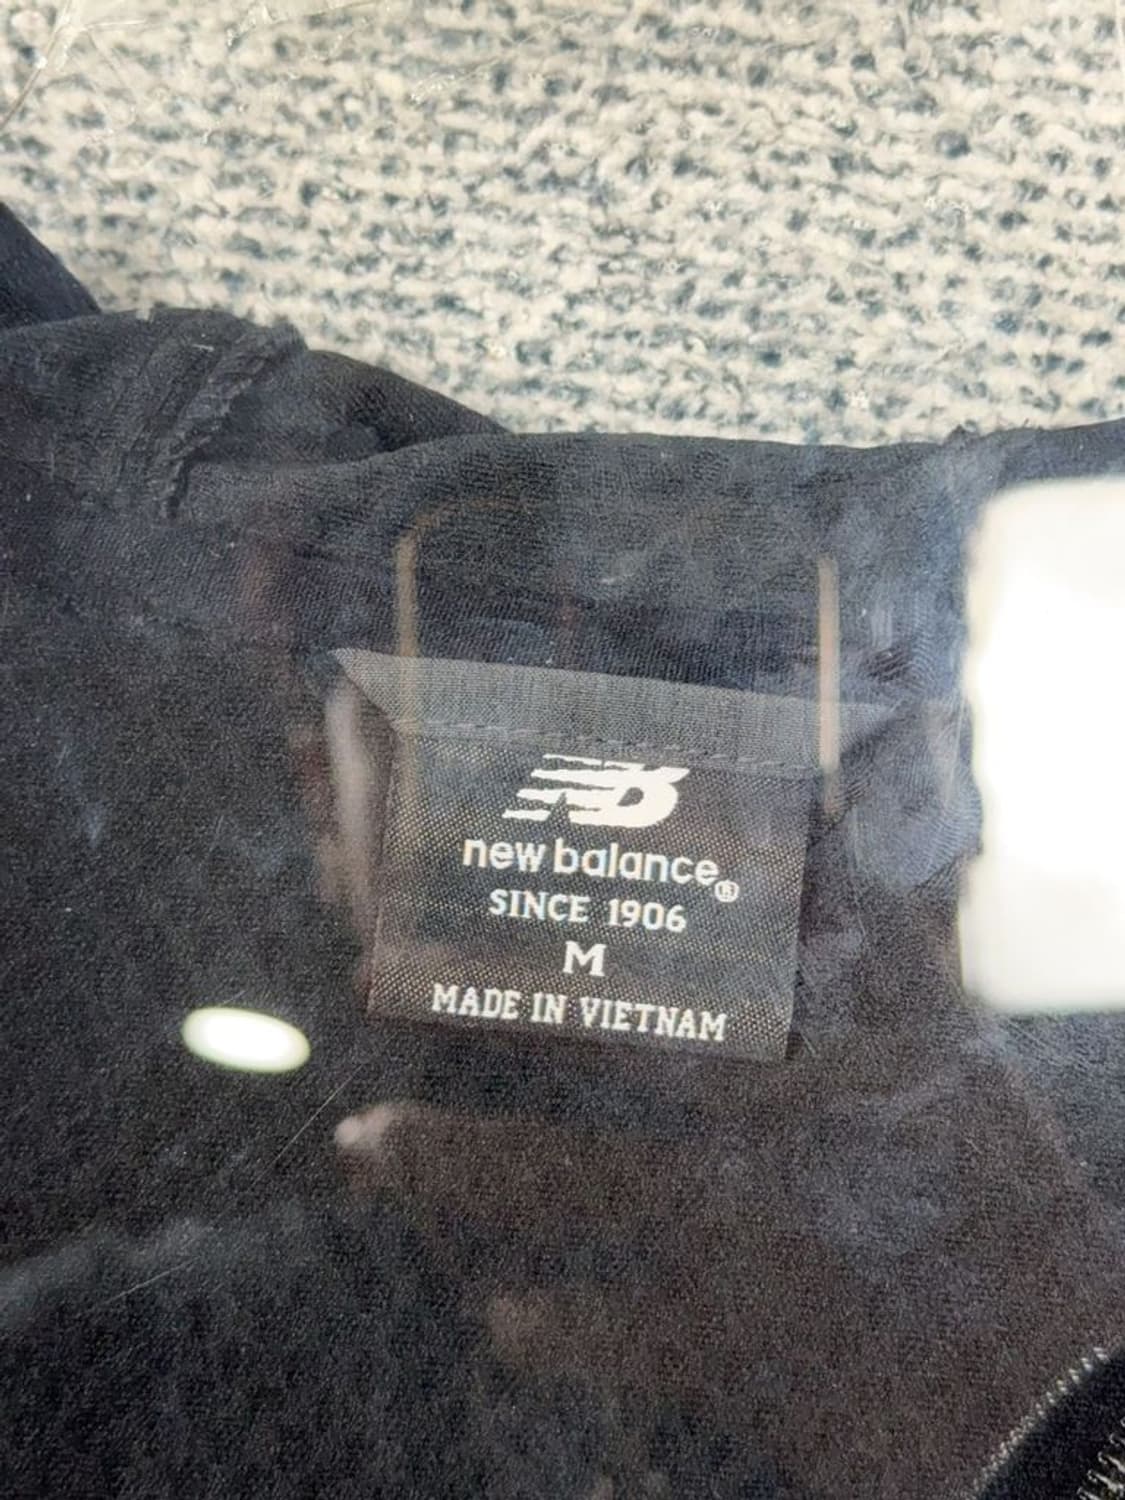 new balance®
SINCE 1906
M
MADE IN VIETNAM